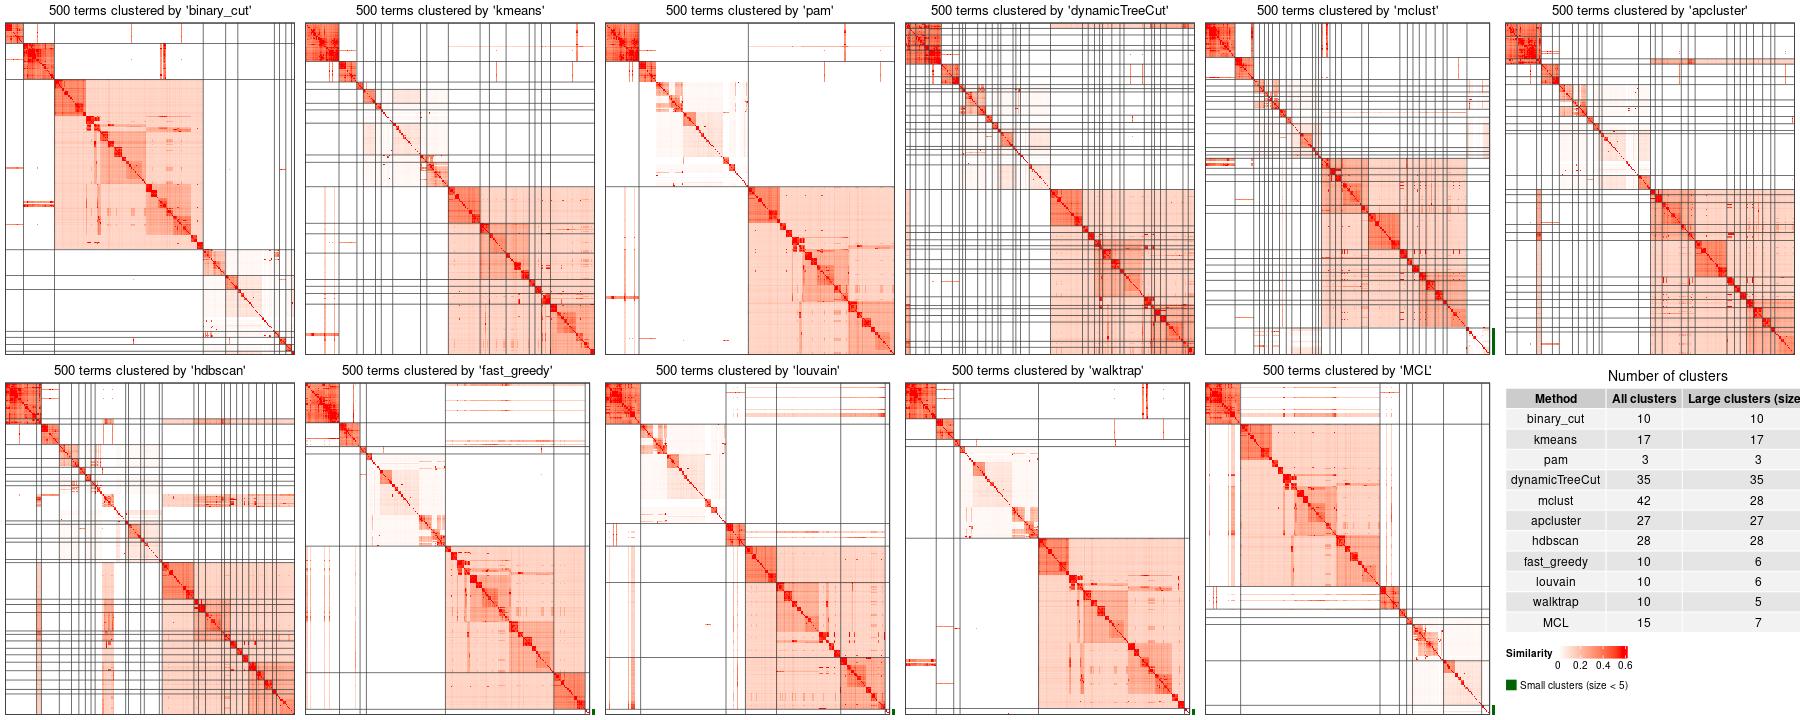 500 terms clustered by 'binary_cut'
500 terms clustered by 'kmeans'
500 terms clustered by 'pam'
500 terms clustered by 'dynamicTreeCut'
500 terms clustered by 'mclust'
500 terms clustered by 'apcluster'
500 terms clustered by 'hdbscan'
500 terms clustered by 'fast_greedy'
500 terms clustered by 'louvain'
500 terms clustered by 'walktrap'
500 terms clustered by 'MCL'
Number of clusters
Method All clusters Large clusters (size
binary_cut 10 10
kmeans 17 17
pam 3 3
dynamicTreeCut 35 35
mclust 42 28
apcluster 27 27
hdbscan 28 28
fast_greedy 10 6
louvain 10 6
walktrap 10 5
MCL 15 7
Similarity
0 0.2 0.4 0.6
Small clusters (size < 5)